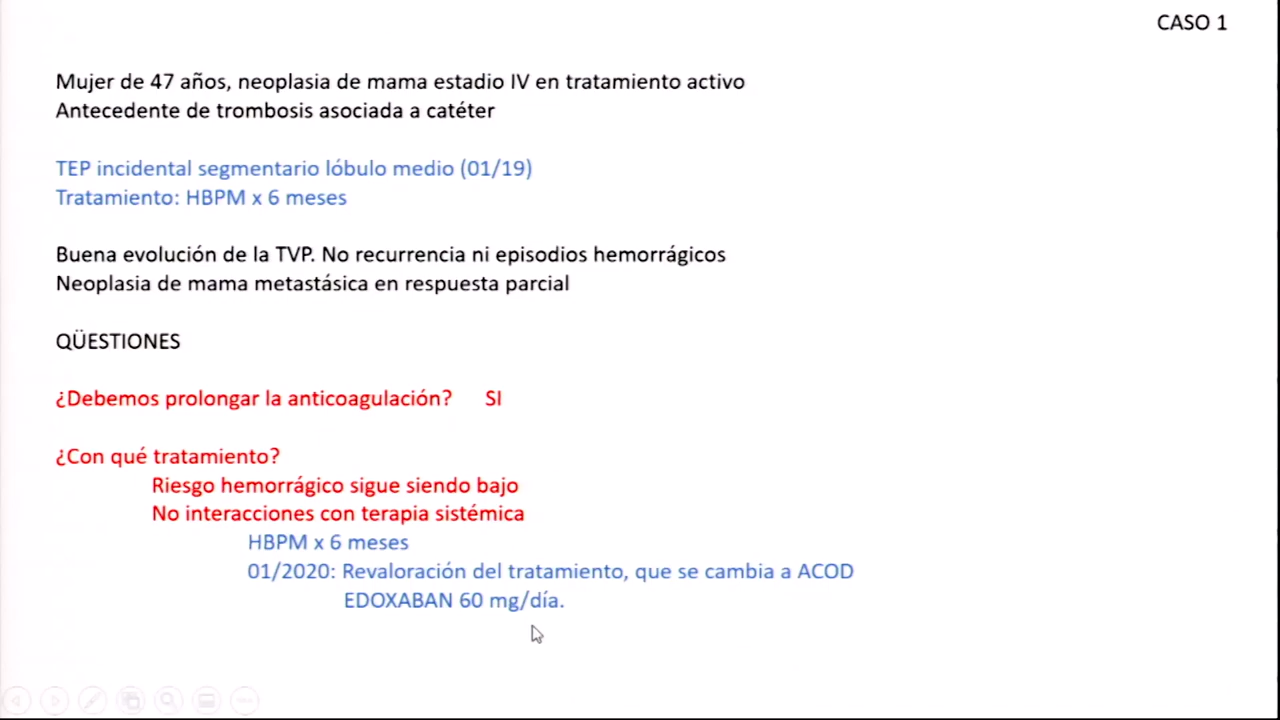 CASO 1
Mujer de 47 años, neoplasia de mama estadio IV en tratamiento activo
Antecedente de trombosis asociada a catéter
TEP incidental segmentario lóbulo medio (01/19)
Tratamiento: HBPM x 6 meses
Buena evolución de la TVP. No recurrencia ni episodios hemorrágicos
Neoplasia de mama metastásica en respuesta parcial
QÜESTIONES
¿Debemos prolongar la anticoagulación? SI
¿Con qué tratamiento?
Riesgo hemorrágico sigue siendo bajo
No interacciones con terapia sistémica
HBPM x 6 meses
01/2020: Revaloración del tratamiento, que se cambia a ACOD
EDOXABAN 60 mg/día.